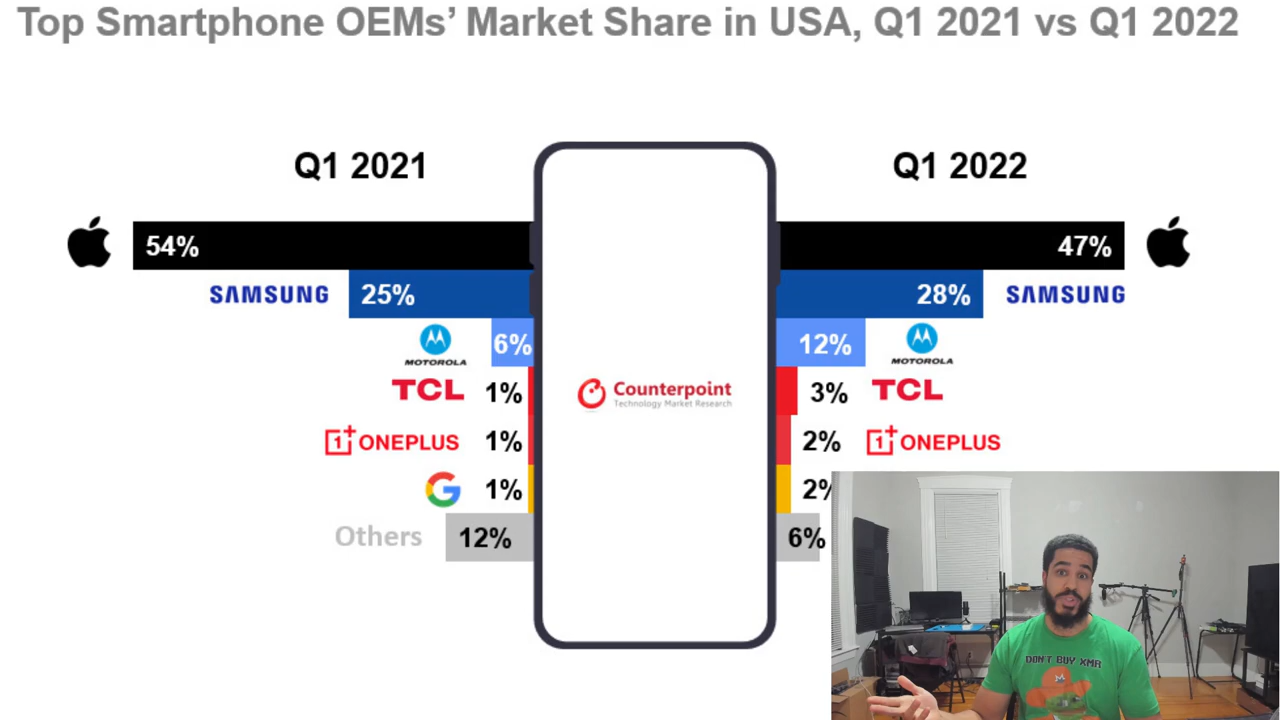 Top Smartphone OEMs’ Market Share in USA, Q1 2021 vs Q1 2022
Q1 2021
Q1 2022
54%
47%
SAMSUNG 25%
28% SAMSUNG
6%
MOTOROLA
12%
MOTOROLA
TCL 1%
3% TCL
1+ ONEPLUS 1%
2% 1+ ONEPLUS
G 1%
2%
Others 12%
6%
Counterpoint
Technology Market Research
DON'T BUY XMR